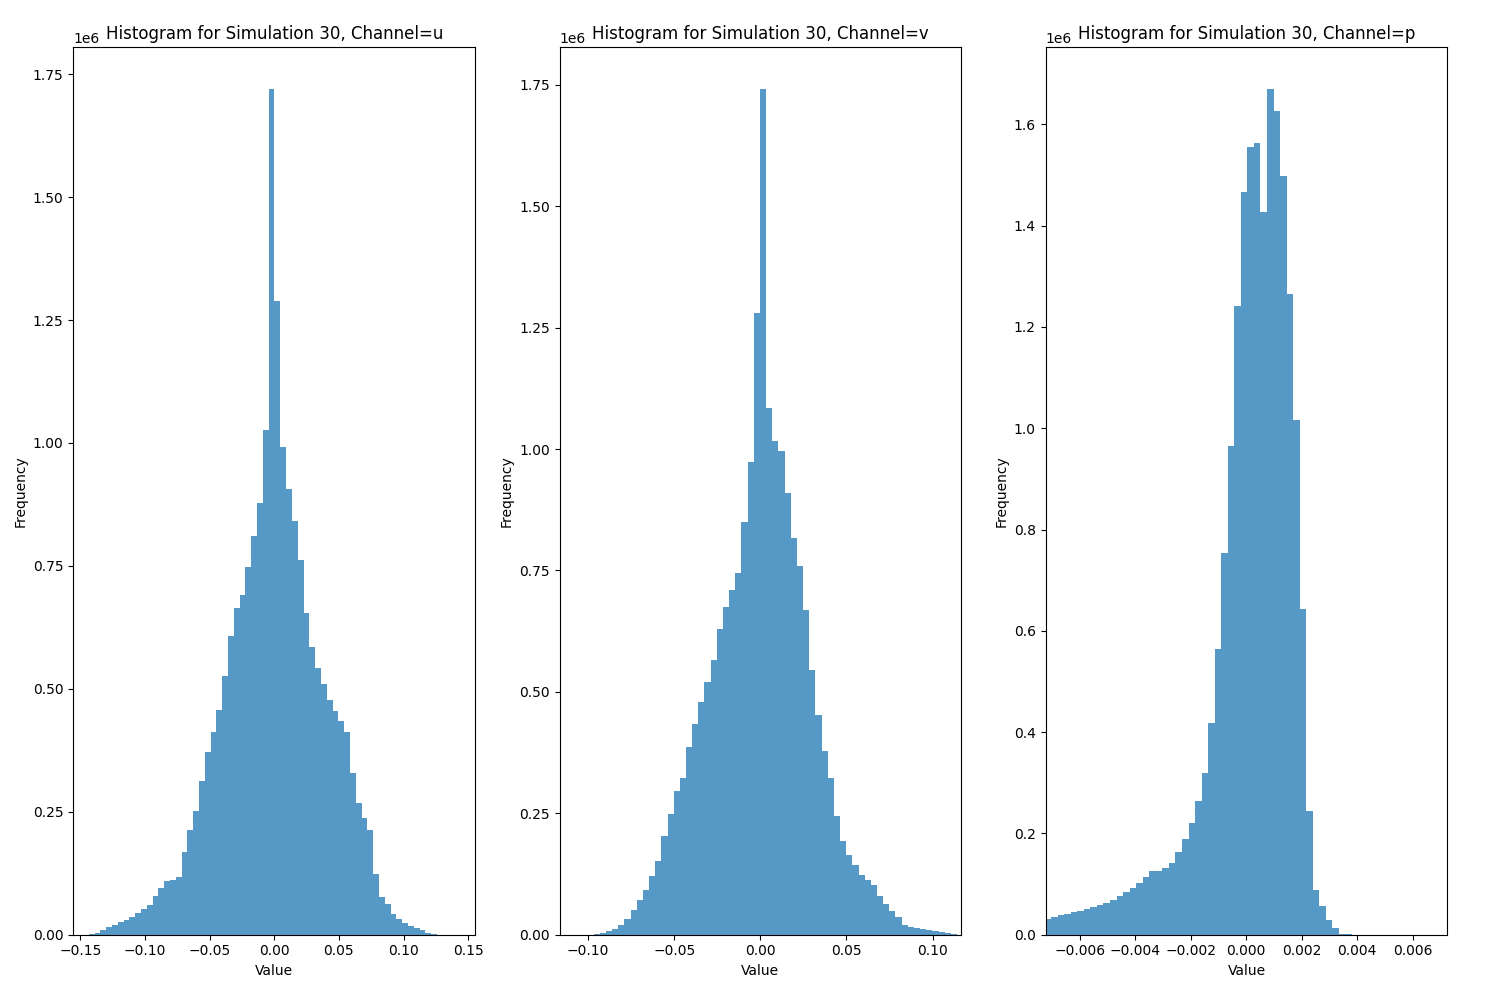 Histogram for Simulation 30, Channel=u
1e6
1.75
1.50
1.25
1.00
0.75
0.50
0.25
0.00
Frequency
−0.15 −0.10 −0.05 0.00 0.05 0.10 0.15
Value
Histogram for Simulation 30, Channel=v
1e6
1.75
1.50
1.25
1.00
0.75
0.50
0.25
0.00
Frequency
−0.10 −0.05 0.00 0.05 0.10
Value
Histogram for Simulation 30, Channel=p
1e6
1.6
1.4
1.2
1.0
0.8
0.6
0.4
0.2
0.0
Frequency
−0.006 −0.004 −0.002 0.000 0.002 0.004 0.006
Value